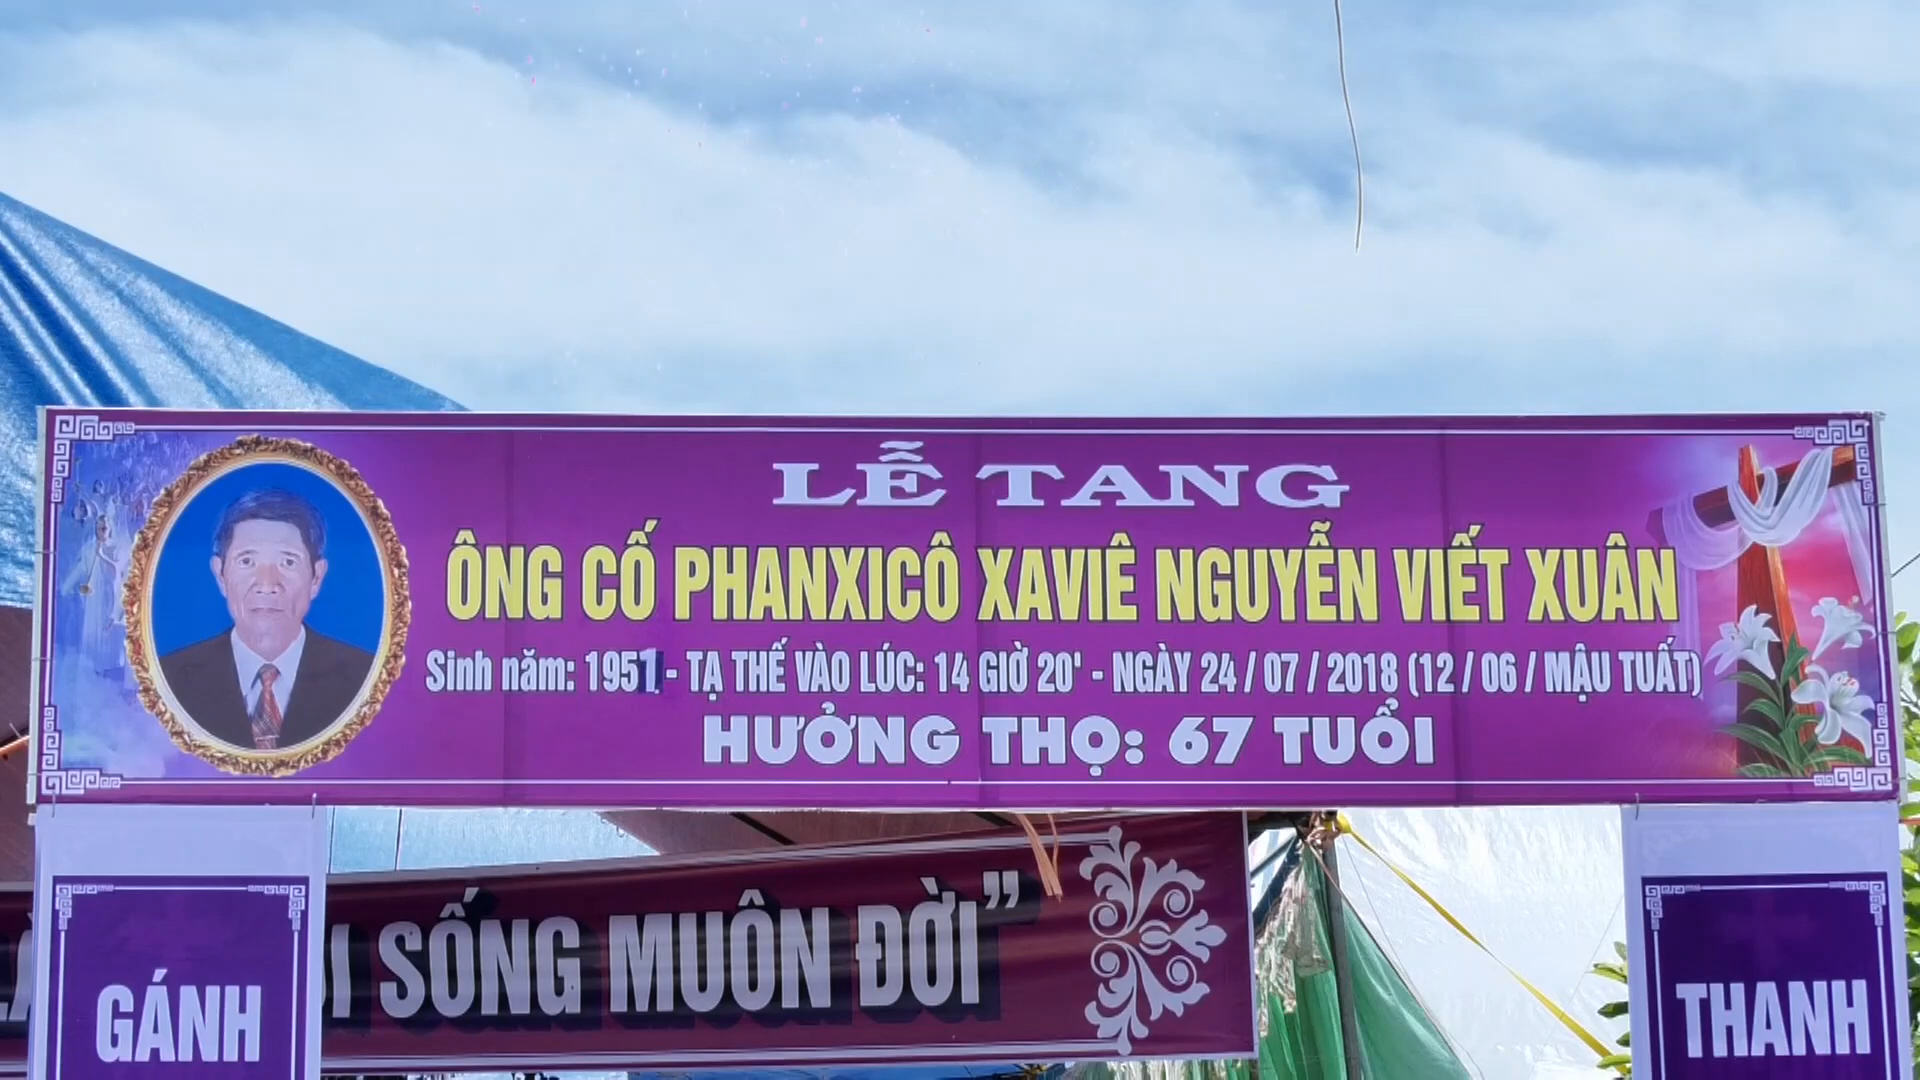 LỄ TANG
ÔNG CỐ PHANXICÔ XAVIÊ NGUYỄN VIẾT XUÂN
Sinh năm: 1951 - TẠ THẾ VÀO LÚC: 14 GIỜ 20' - NGÀY 24 / 07 / 2018 (12 / 06 / MẬU TUẤT)
HƯỞNG THỌ: 67 TUỔI
SỐNG MUÔN ĐỜI”
GÁNH
THANH